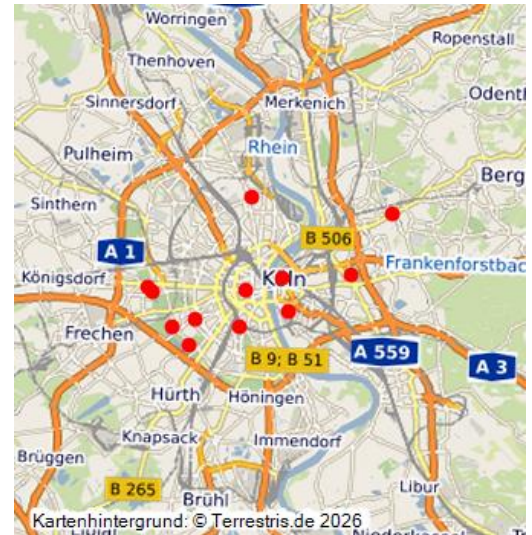 Worringen
Ropenstall
Thenhoven
Sinnersdorf
Merkenich
Odenth
Rhein
Pulheim
Berg
Sinthern
B 506
A 1
Königsdorf
Köln
Frankenforstbac
Frechen
A 559
B 9; B 51
A 3
Hürth
Höningen
Knapsack
Immendorf
Brüggen
B 265
Brühl
Libur
Kartenhintergrund: © Terrestris.de 2026